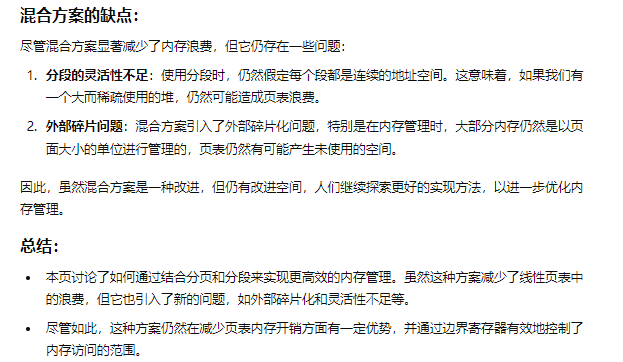 混合方案的缺点：
尽管混合方案显著减少了内存浪费，但它仍存在一些问题：
1. 分段的灵活性不足：使用分段时，仍然假定每个段都是连续的地址空间。这意味着，如果我们有
一个大而稀疏使用的堆，仍然可能造成页表浪费。
2. 外部碎片问题：混合方案引入了外部碎片化问题，特别是在内存管理时，大部分内存仍然是以页
面大小的单位进行管理的，页表仍然有可能产生未使用的空间。
因此，虽然混合方案是一种改进，但仍有改进空间，人们继续探索更好的实现方法，以进一步优化内
存管理。
总结：
• 本页讨论了如何通过结合分页和分段来实现更高效的内存管理。虽然这种方案减少了线性页表中
的浪费，但它也引入了新的问题，如外部碎片化和灵活性不足等。
• 尽管如此，这种方案仍然在减少页表内存开销方面有一定优势，并通过边界寄存器有效地控制了
内存访问的范围。